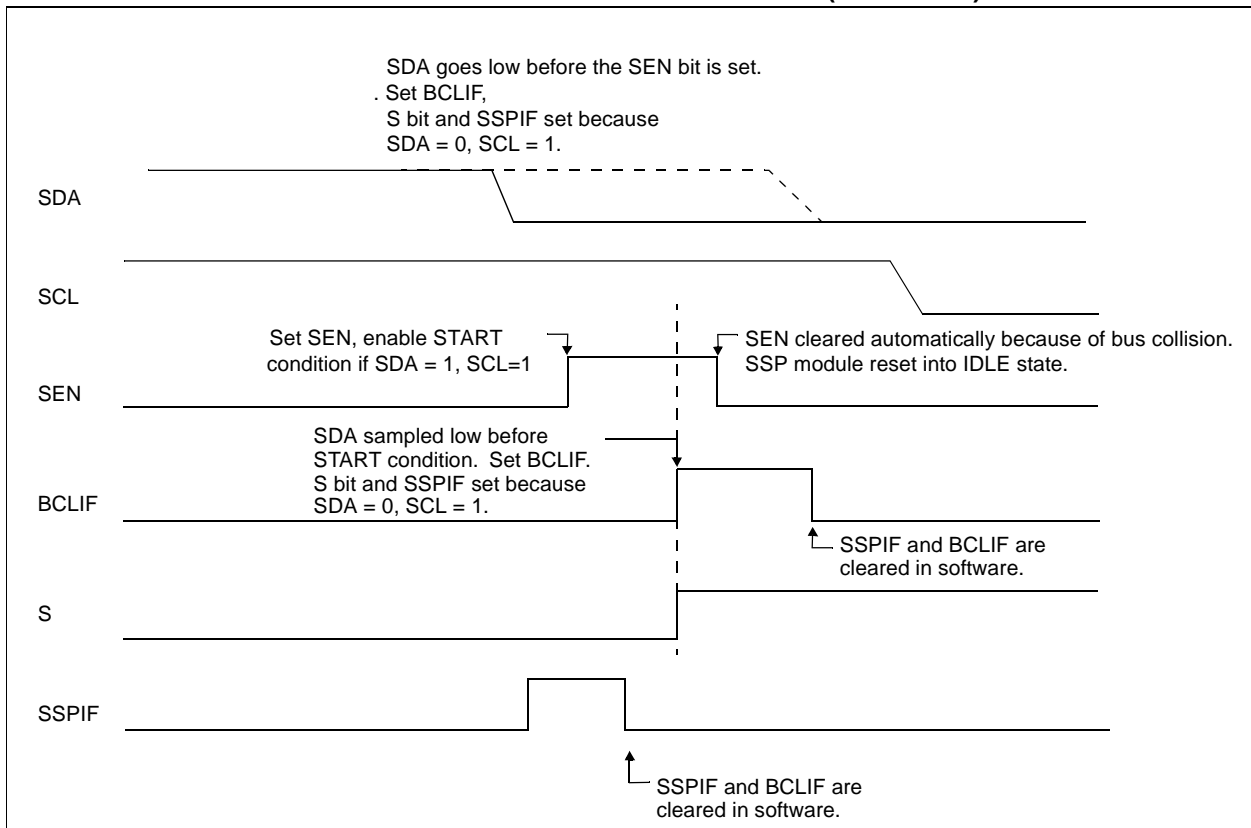 SDA goes low before the SEN bit is set.
. Set BCLIF,
S bit and SSPIF set because
SDA = 0, SCL = 1.
SDA
SCL
Set SEN, enable START
condition if SDA = 1, SCL=1
SEN cleared automatically because of bus collision.
SSP module reset into IDLE state.
SEN
SDA sampled low before
START condition. Set BCLIF.
S bit and SSPIF set because
SDA = 0, SCL = 1.
BCLIF
SSPIF and BCLIF are
cleared in software.
S
SSPIF
SSPIF and BCLIF are
cleared in software.